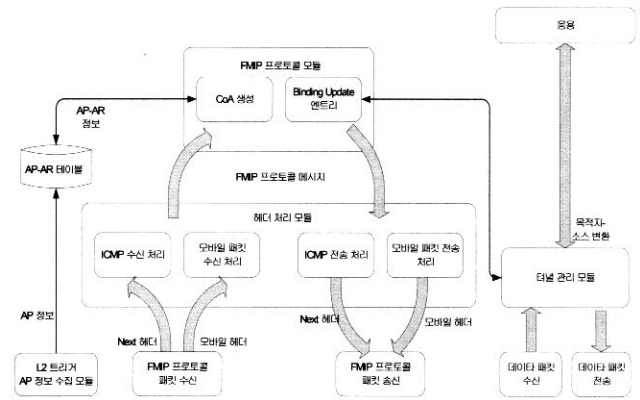 응용
FMIP 프로토콜 모듈
CoA 생성
Binding Update
엔트리
AP-AR
정보
AP-AR 테이블
FMIP 프로토콜 메시지
헤더 처리 모듈
목적지-
소스 변환
ICMP 수신 처리
모바일 패킷
수신 처리
ICMP 전송 처리
모바일 패킷 전송
처리
터널 관리 모듈
AP 정보
Next 헤더
모바일 헤더
Next 헤더
모바일 헤더
L2 트리거
AP 정보 수집 모듈
FMIP 프로토콜
패킷 수신
FMIP 프로토콜
패킷 송신
데이타 패킷
수신
데이타 패킷
전송